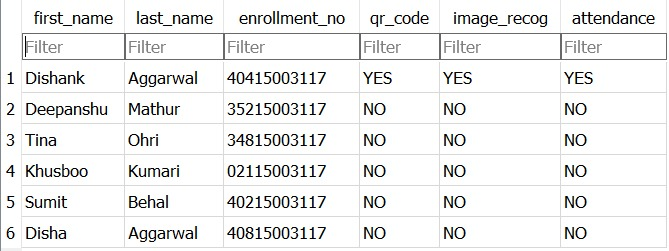 first_name last_name enrollment_no qr_code image_recog attendance
Filter Filter Filter Filter Filter Filter
1 Dishank Aggarwal 40415003117 YES YES YES
2 Deepanshu Mathur 35215003117 NO NO NO
3 Tina Ohri 34815003117 NO NO NO
4 Khusboo Kumari 02115003117 NO NO NO
5 Sumit Behal 40215003117 NO NO NO
6 Disha Aggarwal 40815003117 NO NO NO